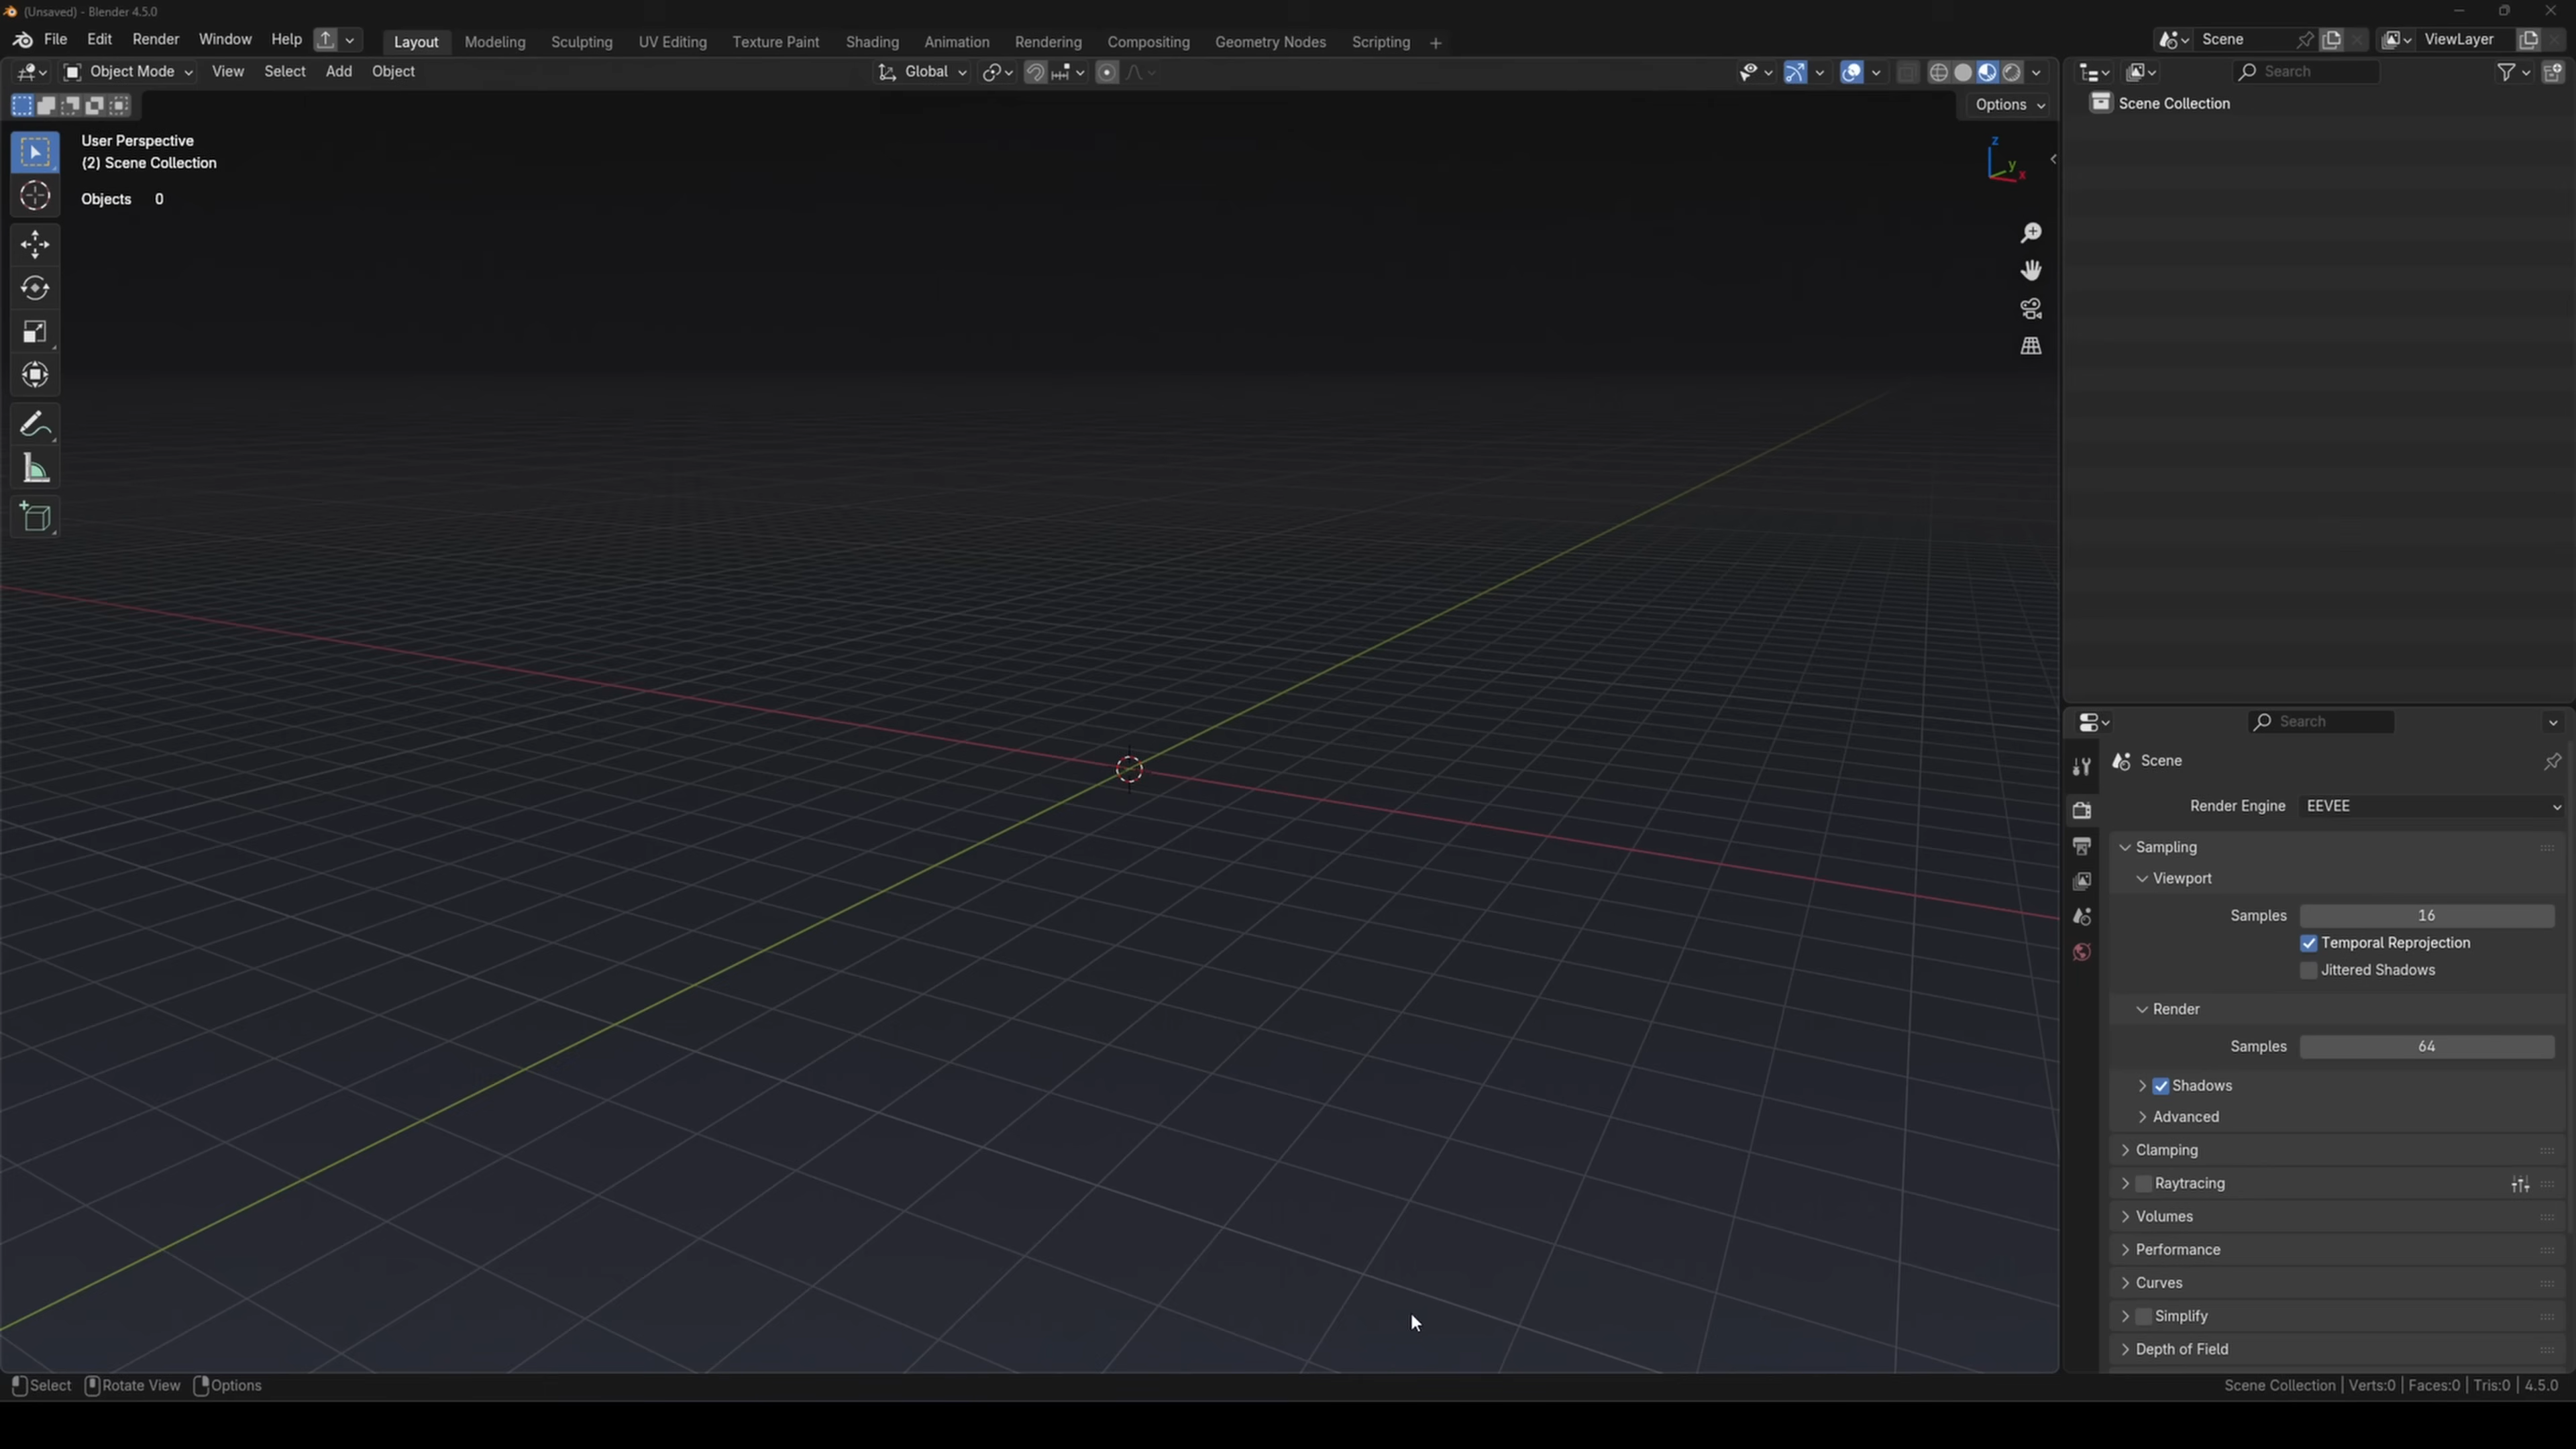 (Unsaved) - Blender 4.5.0
File Edit Render Window Help Layout Modeling Sculpting UV Editing Texture Paint Shading Animation Rendering Compositing Geometry Nodes Scripting + Scene ViewLayer
Object Mode View Select Add Object Global Search
Options
Scene Collection
User Perspective
(2) Scene Collection
Objects 0
z
y
x
Search
Scene
Render Engine EEVEE
Sampling
Viewport
Samples 16
Temporal Reprojection
Jittered Shadows
Render
Samples 64
Shadows
Advanced
Clamping
Raytracing
Volumes
Performance
Curves
Simplify
Depth of Field
Select Rotate View Options Scene Collection | Verts:0 | Faces:0 | Tris:0 | 4.5.0